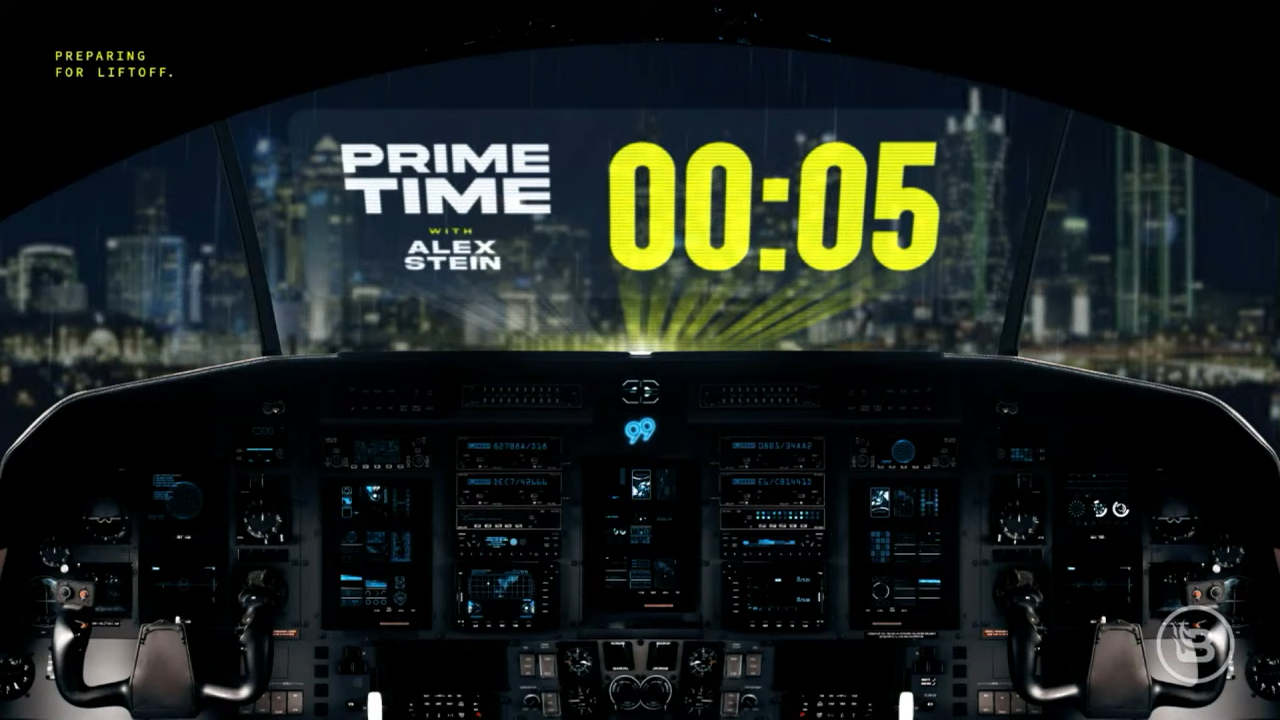 PREPARING
FOR LIFTOFF.
PRIME
TIME
WITH
ALEX
STEIN
00:05
99